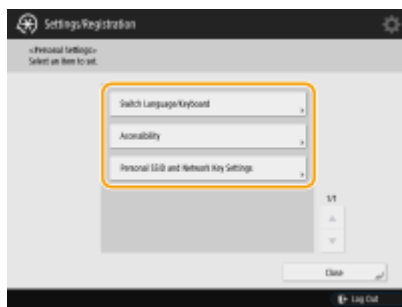 Settings/Registration
<Personal Settings>
Select an item to set.
Switch Language/Keyboard
Accessibility
Personal SSID and Network Key Settings
1/1
Close
Log Out